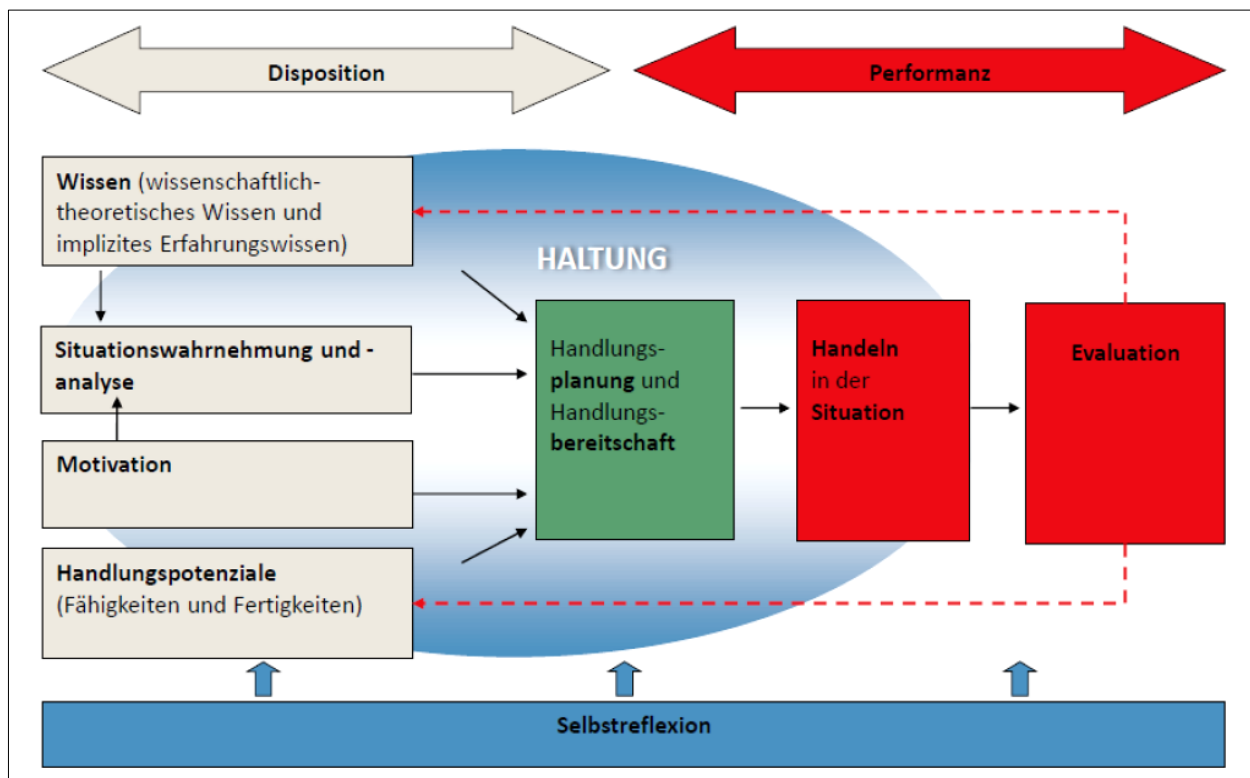 Disposition
Performanz
Wissen (wissenschaftlich-
theoretisches Wissen und
implizites Erfahrungswissen)
HALTUNG
Situationswahrnehmung und -
analyse
Motivation
Handlungspotenziale
(Fähigkeiten und Fertigkeiten)
Handlungs-
planung und
Handlungs-
bereitschaft
Handeln
in der
Situation
Evaluation
Selbstreflexion